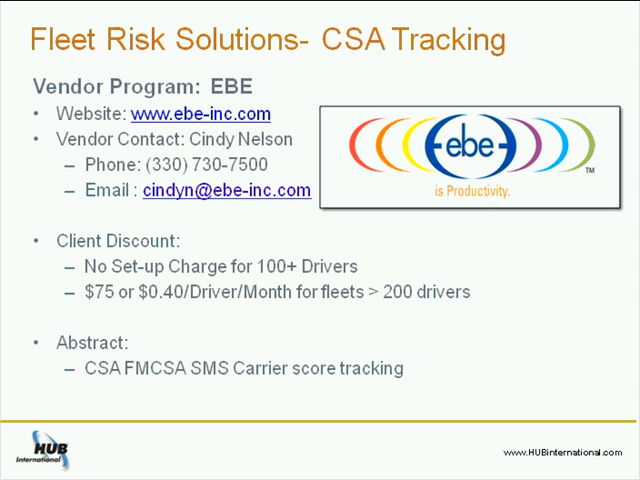 Fleet Risk Solutions- CSA Tracking
Vendor Program: EBE
• Website: www.ebe-inc.com
• Vendor Contact: Cindy Nelson
– Phone: (330) 730-7500
– Email : cindyn@ebe-inc.com
ebe
TM
is Productivity.
• Client Discount:
– No Set-up Charge for 100+ Drivers
– $75 or $0.40/Driver/Month for fleets > 200 drivers
• Abstract:
– CSA FMCSA SMS Carrier score tracking
HUB
International
www.HUBinternational.com